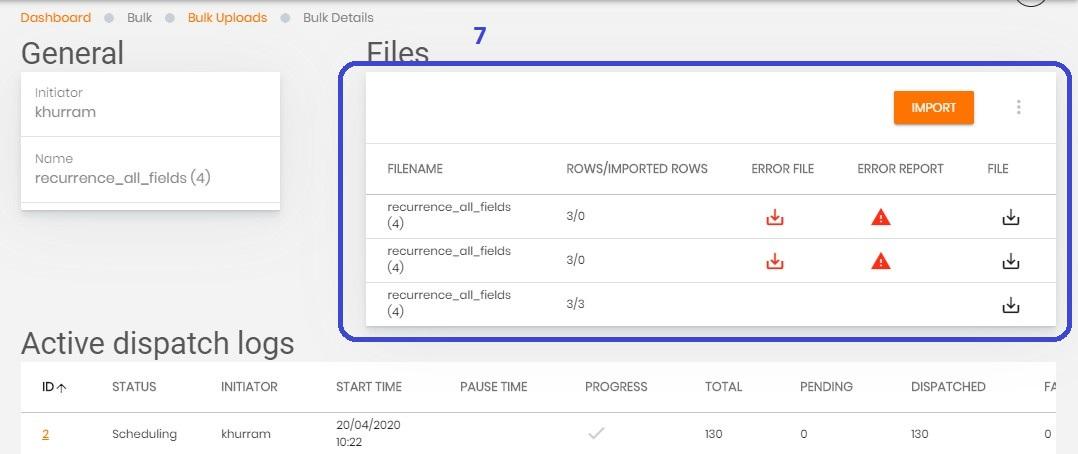 Dashboard Bulk Bulk Uploads Bulk Details
General
Initiator
khurram
Name
recurrence_all_fields (4)
7
Files
IMPORT
FILENAME ROWS/IMPORTED ROWS ERROR FILE ERROR REPORT FILE
recurrence_all_fields
(4)
3/0
recurrence_all_fields
(4)
3/0
recurrence_all_fields
(4)
3/3
Active dispatch logs
ID STATUS INITIATOR START TIME PAUSE TIME PROGRESS TOTAL PENDING DISPATCHED FA
2 Scheduling khurram 20/04/2020
10:22
130 0 130 0